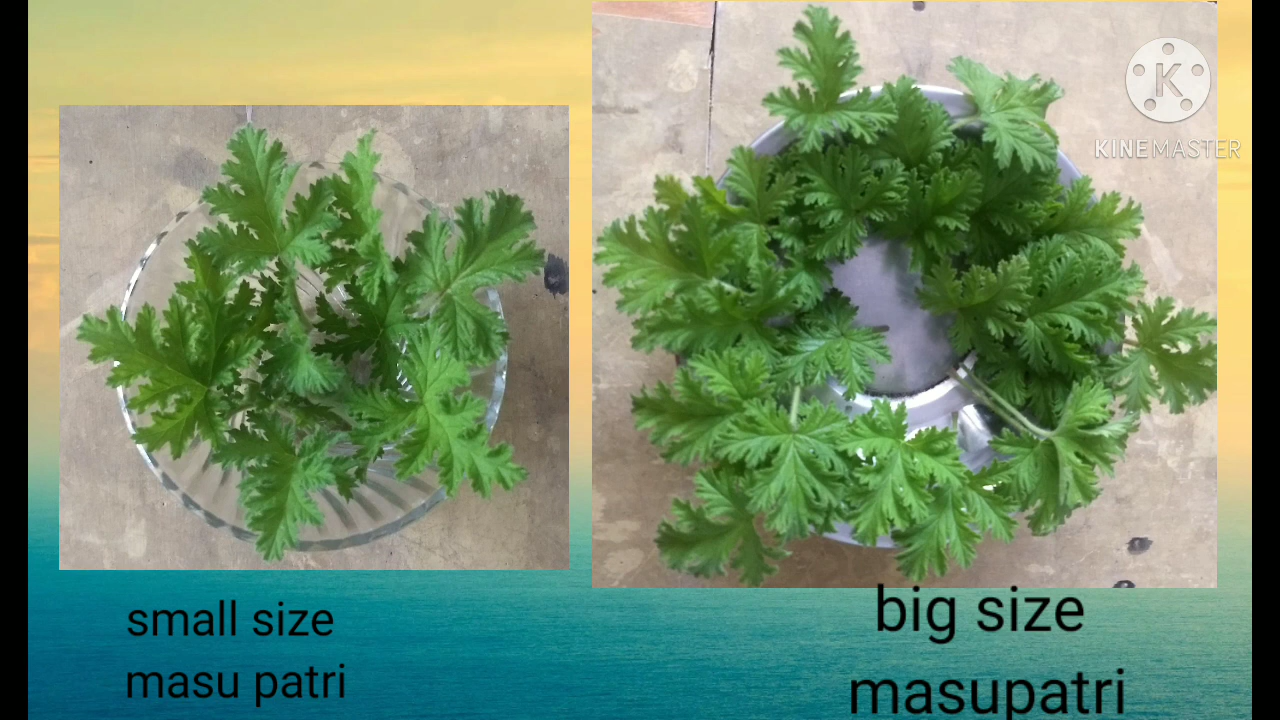 K
KINEMASTER
small size
masu patri
big size
masupatri